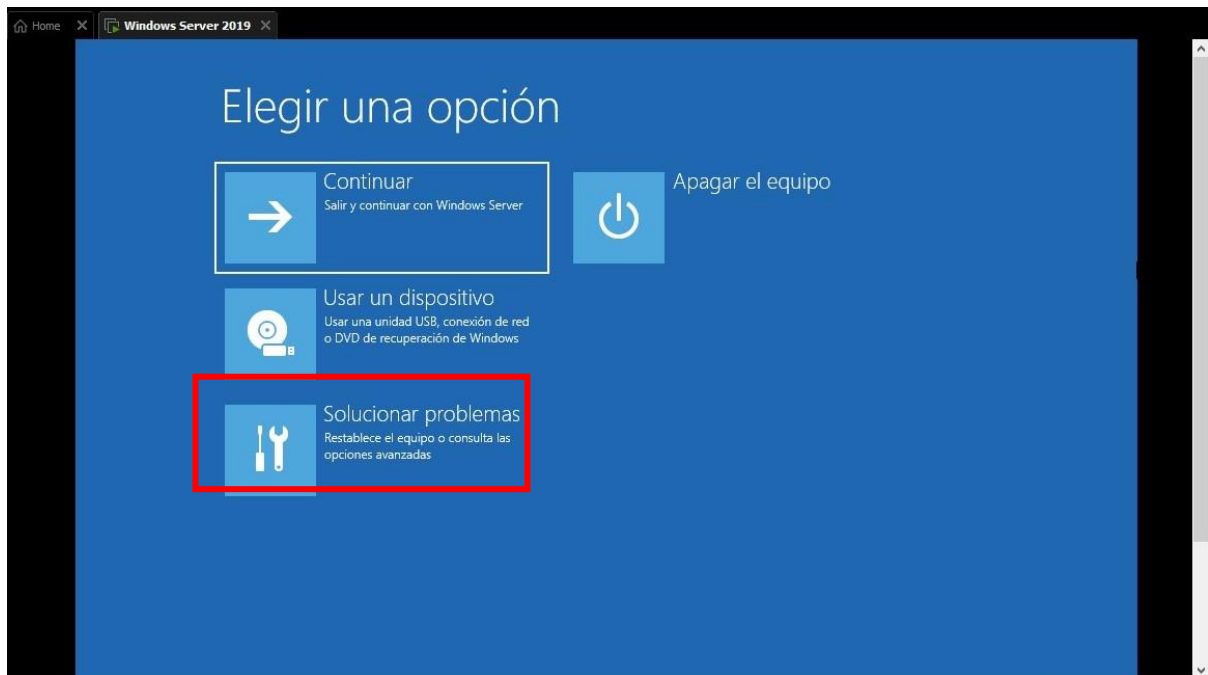 Home
Windows Server 2019
Elegir una opción
Continuar
Salir y continuar con Windows Server
Apagar el equipo
Usar un dispositivo
Usar una unidad USB, conexión de red
o DVD de recuperación de Windows
Solucionar problemas
Restablece el equipo o consulta las
opciones avanzadas